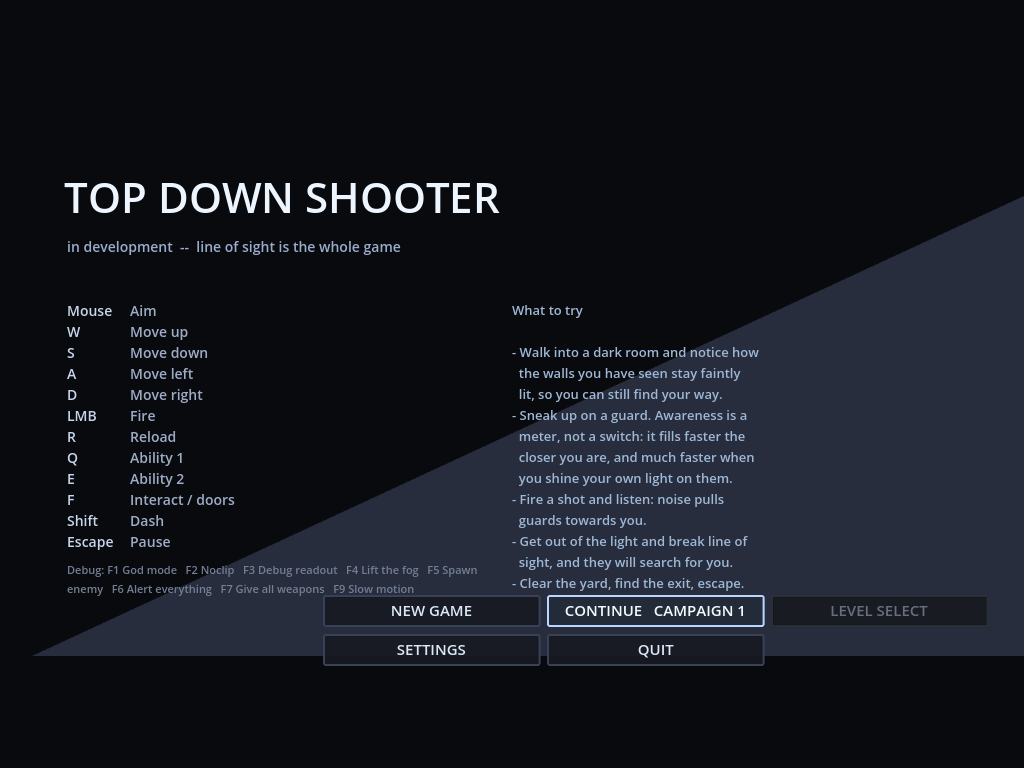 TOP DOWN SHOOTER
in development -- line of sight is the whole game
Mouse Aim
W Move up
S Move down
A Move left
D Move right
LMB Fire
R Reload
Q Ability 1
E Ability 2
F Interact / doors
Shift Dash
Escape Pause
Debug: F1 God mode F2 Noclip F3 Debug readout F4 Lift the fog F5 Spawn
enemy F6 Alert everything F7 Give all weapons F9 Slow motion
What to try
- Walk into a dark room and notice how
the walls you have seen stay faintly
lit, so you can still find your way.
- Sneak up on a guard. Awareness is a
meter, not a switch: it fills faster the
closer you are, and much faster when
you shine your own light on them.
- Fire a shot and listen: noise pulls
guards towards you.
- Get out of the light and break line of
sight, and they will search for you.
- Clear the yard, find the exit, escape.
NEW GAME
CONTINUE CAMPAIGN 1
LEVEL SELECT
SETTINGS
QUIT